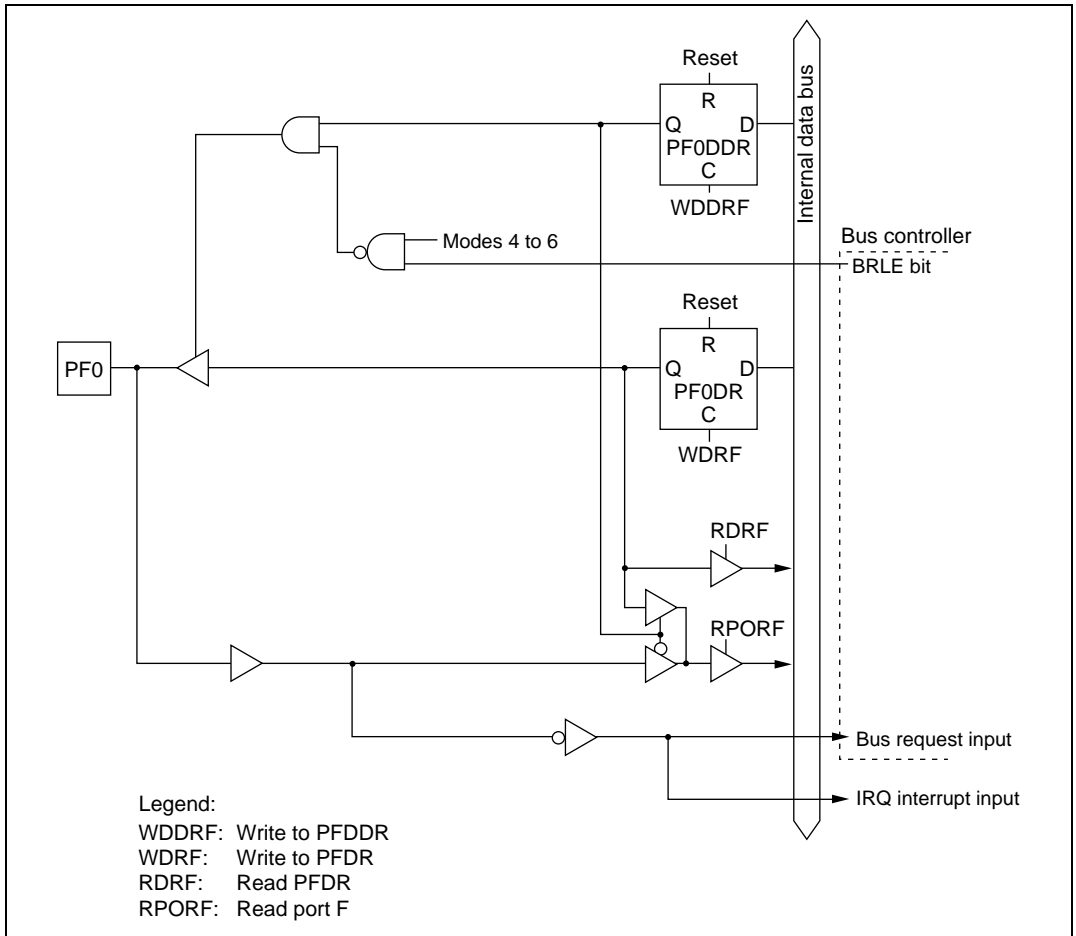 Reset
R
Q D
PF0DDR
C
WDDRF
Internal data bus
Modes 4 to 6
Bus controller
BRLE bit
Reset
R
Q D
PF0DR
C
WDRF
PF0
RDRF
RPORF
Bus request input
IRQ interrupt input
Legend:
WDDRF: Write to PFDDR
WDRF: Write to PFDR
RDRF: Read PFDR
RPORF: Read port F